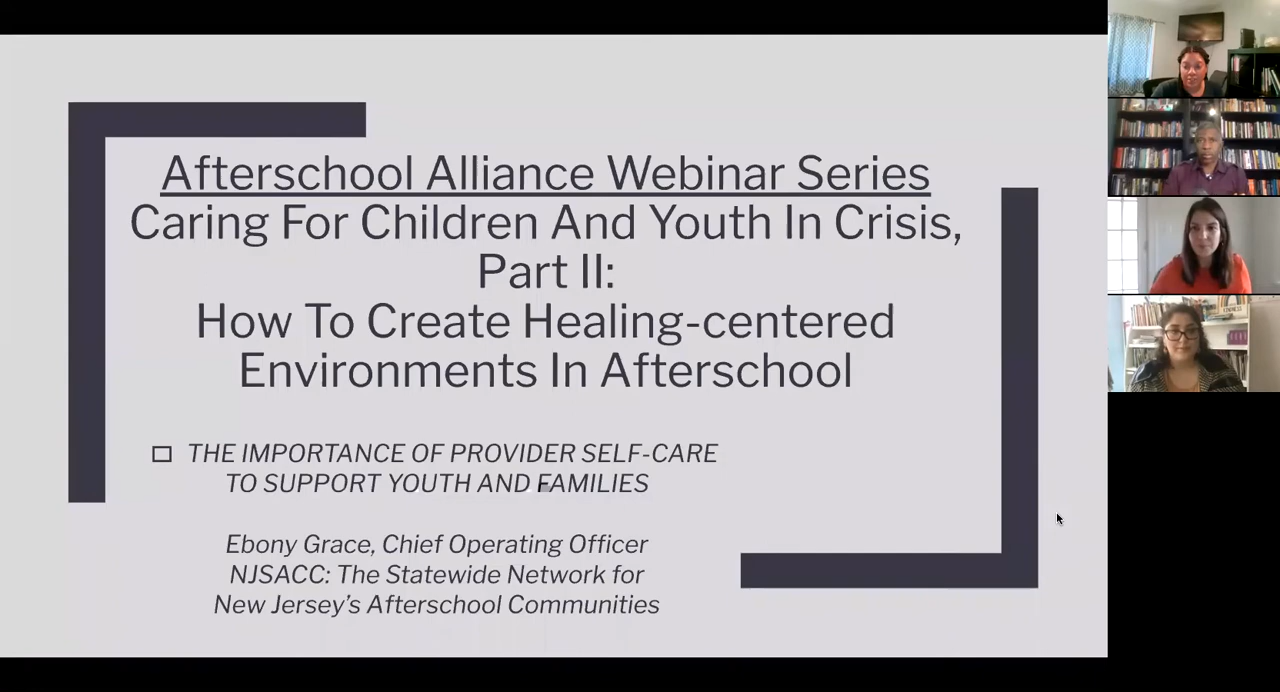 Afterschool Alliance Webinar Series
Caring For Children And Youth In Crisis,
Part II:
How To Create Healing-centered
Environments In Afterschool
THE IMPORTANCE OF PROVIDER SELF-CARE
TO SUPPORT YOUTH AND FAMILIES
Ebony Grace, Chief Operating Officer
NJSACC: The Statewide Network for
New Jersey's Afterschool Communities